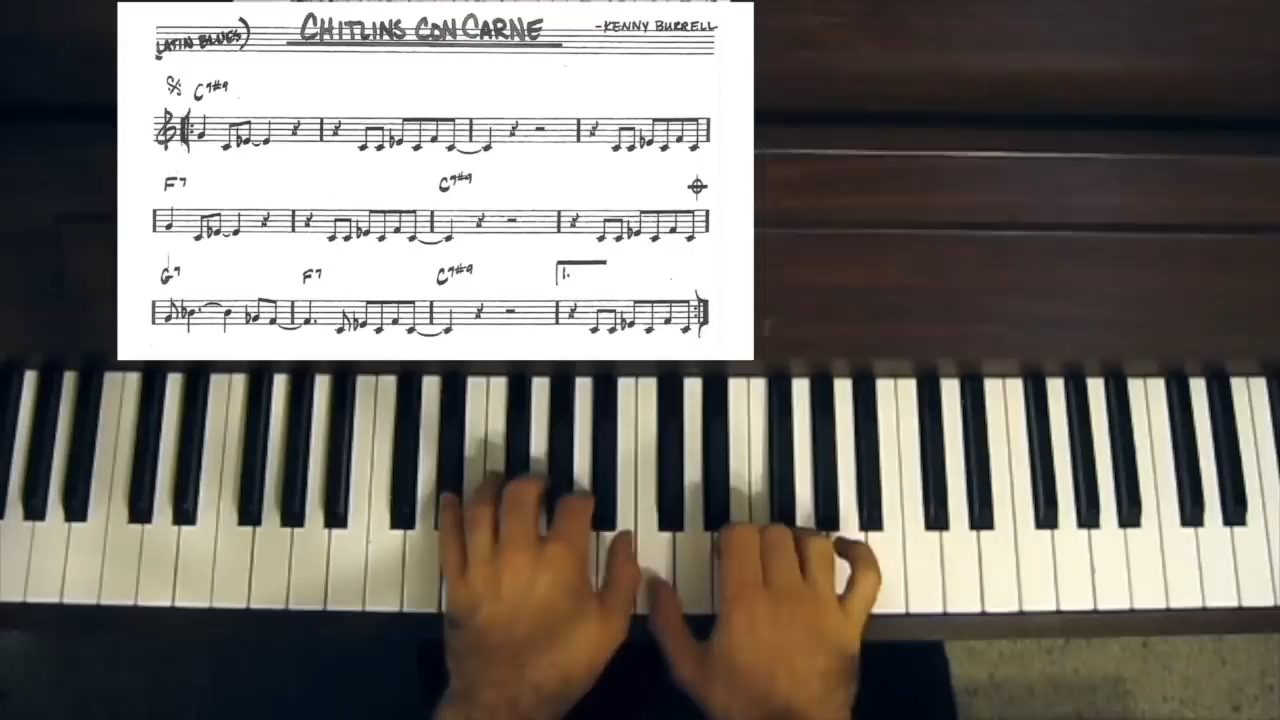 CHITLINS CON CARNE
-KENNY BURRELL
LATIN BLUES)
C7#9
F7 C7#9
G7 F7 C7#9 1.